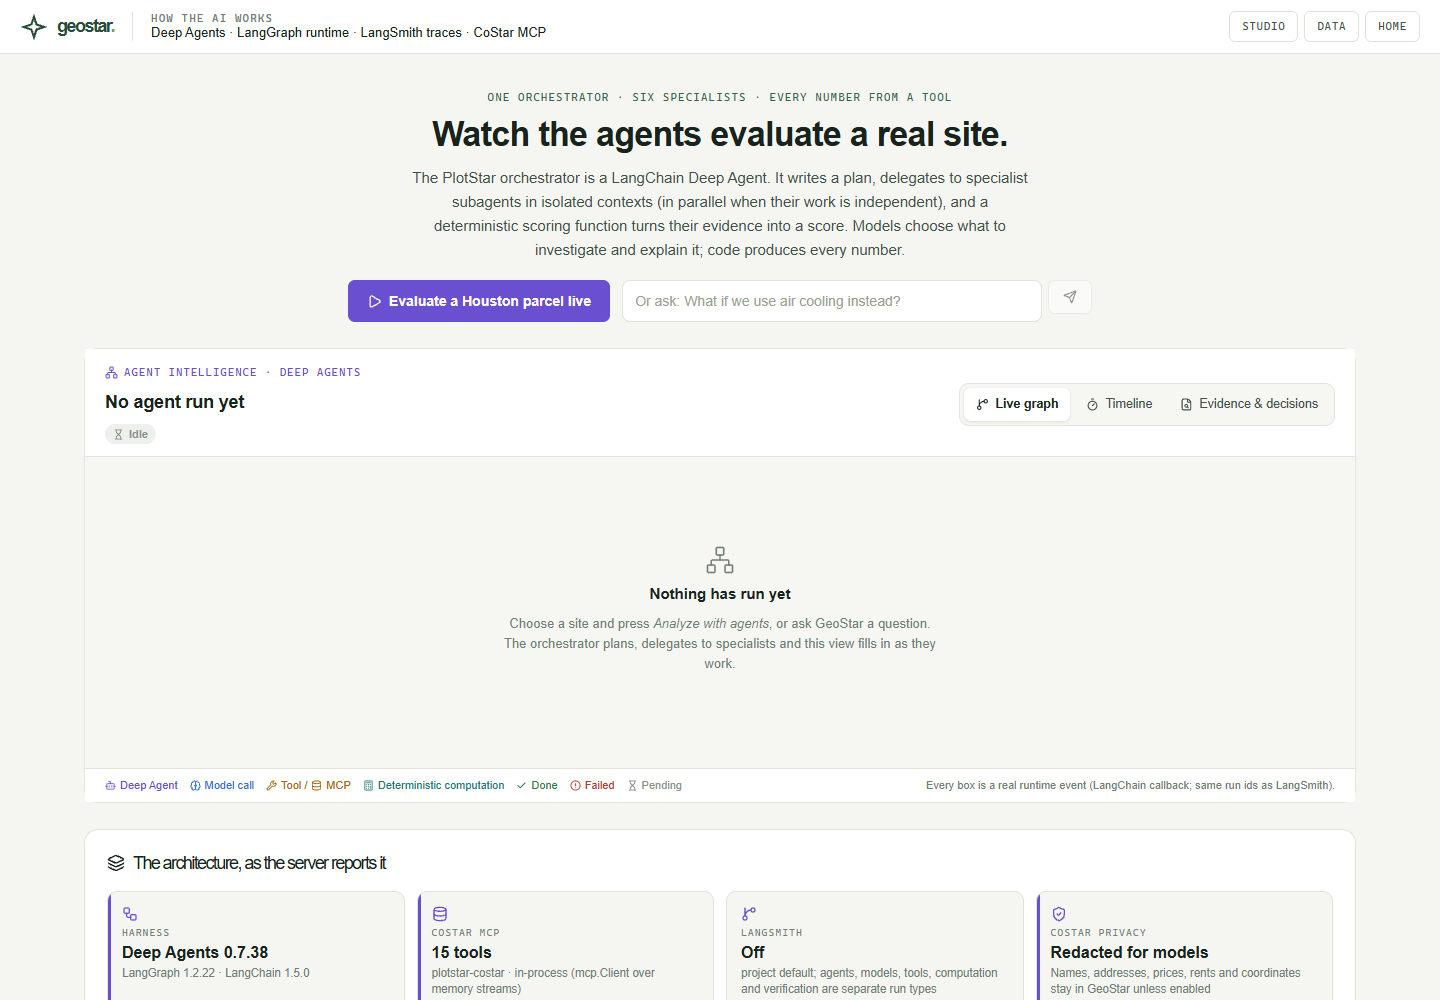 geostar.
HOW THE AI WORKS
Deep Agents · LangGraph runtime · LangSmith traces · CoStar MCP
STUDIO
DATA
HOME
ONE ORCHESTRATOR · SIX SPECIALISTS · EVERY NUMBER FROM A TOOL
Watch the agents evaluate a real site.
The PlotStar orchestrator is a LangChain Deep Agent. It writes a plan, delegates to specialist
subagents in isolated contexts (in parallel when their work is independent), and a
deterministic scoring function turns their evidence into a score. Models choose what to
investigate and explain it; code produces every number.
Evaluate a Houston parcel live
Or ask: What if we use air cooling instead?
AGENT INTELLIGENCE · DEEP AGENTS
No agent run yet
Idle
Live graph
Timeline
Evidence & decisions
Nothing has run yet
Choose a site and press Analyze with agents, or ask GeoStar a question.
The orchestrator plans, delegates to specialists and this view fills in as they
work.
Deep Agent
Model call
Tool / MCP
Deterministic computation
Done
Failed
Pending
Every box is a real runtime event (LangChain callback; same run ids as LangSmith).
The architecture, as the server reports it
HARNESS
Deep Agents 0.7.38
LangGraph 1.2.22 · LangChain 1.5.0
COSTAR MCP
15 tools
plotstar-costar · in-process (mcp.Client over
memory streams)
LANGSMITH
Off
project default; agents, models, tools, computation
and verification are separate run types
COSTAR PRIVACY
Redacted for models
Names, addresses, prices, rents and coordinates
stay in GeoStar unless enabled